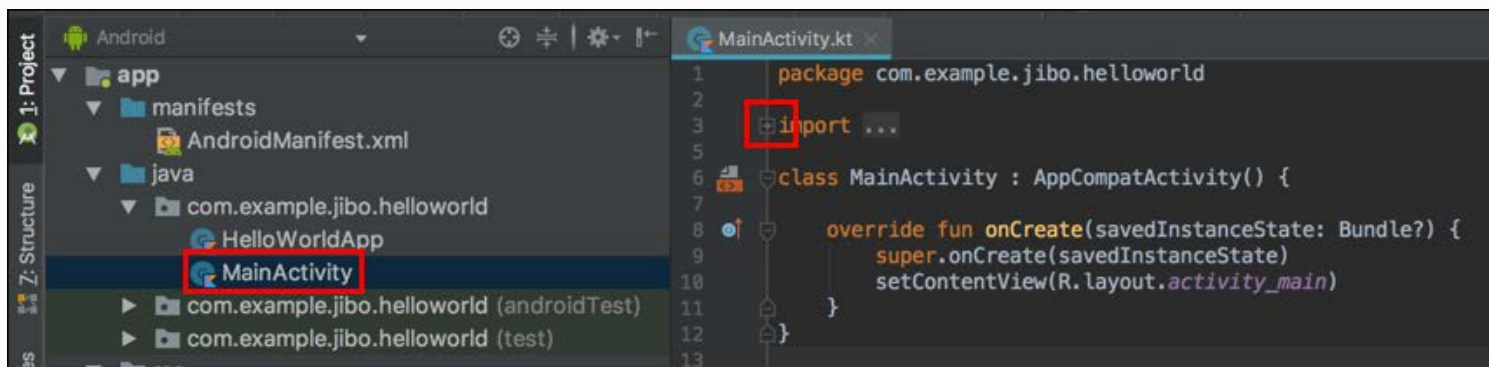 1: Project
Z: Structure
es
Android
app
manifests
AndroidManifest.xml
java
com.example.jibo.helloworld
HelloWorldApp
MainActivity
com.example.jibo.helloworld (androidTest)
com.example.jibo.helloworld (test)
MainActivity.kt
1 package com.example.jibo.helloworld
2
3 import ...
5
6 class MainActivity : AppCompatActivity() {
7
8 override fun onCreate(savedInstanceState: Bundle?) {
9 super.onCreate(savedInstanceState)
10 setContentView(R.layout.activity_main)
11 }
12 }
13